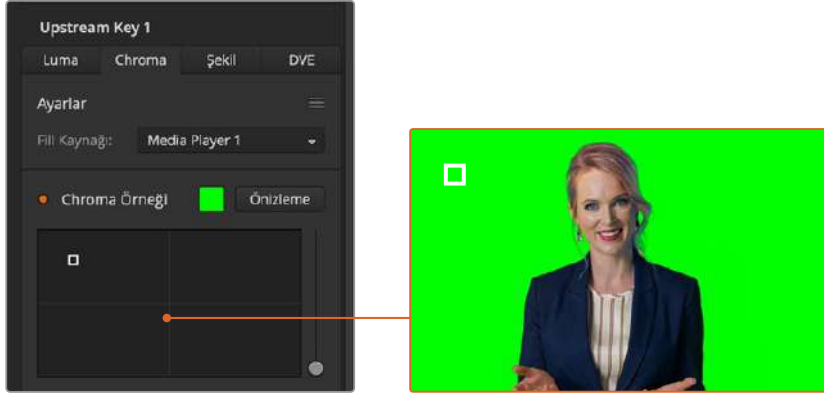 Upstream Key 1
Luma Chroma Şekil DVE
Ayarlar
Fill Kaynağı: Media Player 1
Chroma Örneği Önizleme